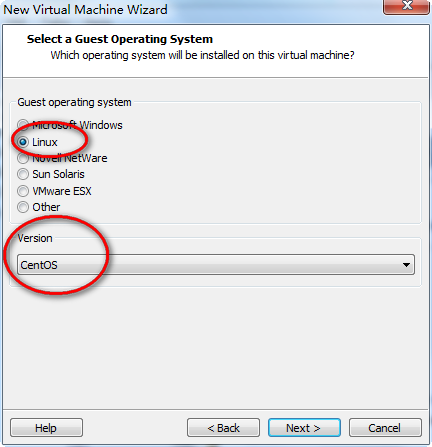 New Virtual Machine Wizard
Select a Guest Operating System
Which operating system will be installed on this virtual machine?
Guest operating system
Microsoft Windows
Linux
Novell NetWare
Sun Solaris
VMware ESX
Other
Version
CentOS
Help
< Back
Next >
Cancel